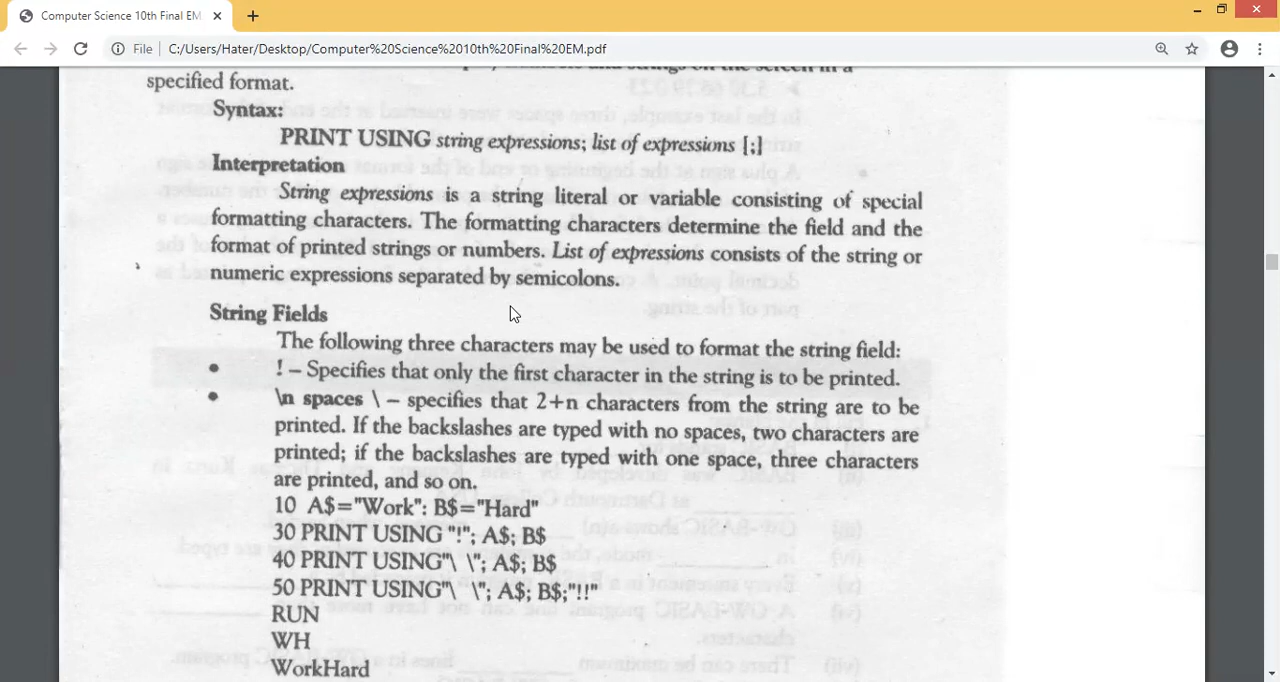 Computer Science 10th Final EM
File
C:/Users/Hater/Desktop/Computer%20Science%2010th%20Final%20EM.pdf
specified format.
Syntax:
PRINT USING string expressions; list of expressions [;]
Interpretation
String expressions is a string literal or variable consisting of special
formatting characters. The formatting characters determine the field and the
format of printed strings or numbers. List of expressions consists of the string or
numeric expressions separated by semicolons.
String Fields
The following three characters may be used to format the string field:
• ! – Specifies that only the first character in the string is to be printed.
• \n spaces \ – specifies that 2+n characters from the string are to be
printed. If the backslashes are typed with no spaces, two characters are
printed; if the backslashes are typed with one space, three characters
are printed, and so on.
10 A$="Work": B$="Hard"
30 PRINT USING "!"; A$; B$
40 PRINT USING"\ \"; A$; B$
50 PRINT USING"\  \"; A$; B$;"!!"
RUN
WH
WorkHard